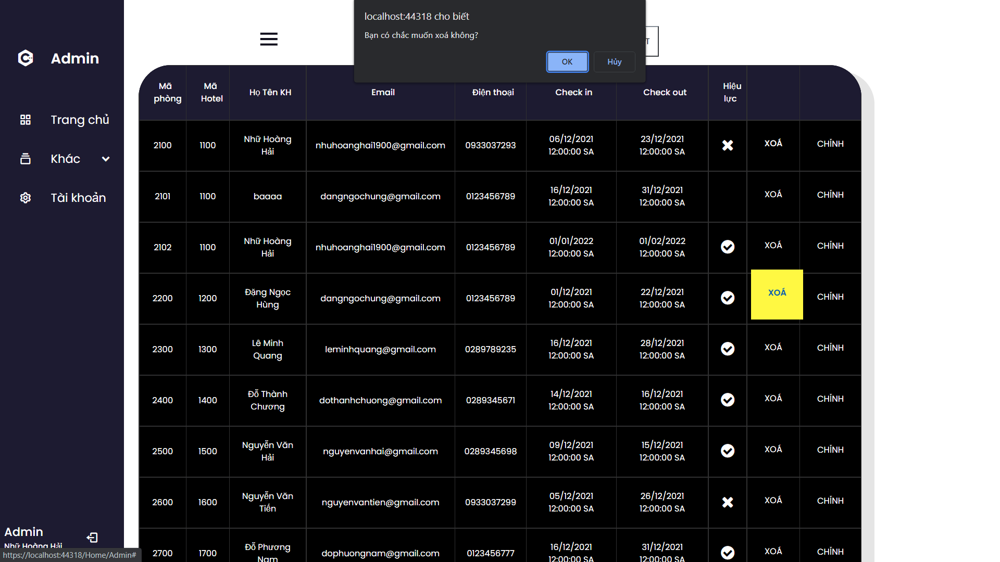 localhost:44318 cho biết
Bạn có chắc muốn xoá không?
OK
Hủy
T
Admin
Trang chủ
Khác
Tài khoản
Admin
Nhữ Hoàng Hải
https://localhost:44318/Home/Admin#
Mã phòng
Mã Hotel
Họ Tên KH
Email
Điện thoại
Check in
Check out
Hiệu lực
2100 1100 Nhữ Hoàng Hải nhuhoanghai1900@gmail.com 0933037293 06/12/2021 12:00:00 SA 23/12/2021 12:00:00 SA XOÁ CHỈNH
2101 1100 baaaa dangngochung@gmail.com 0123456789 16/12/2021 12:00:00 SA 31/12/2021 12:00:00 SA XOÁ CHỈNH
2102 1100 Nhữ Hoàng Hải nhuhoanghai1900@gmail.com 0123456789 01/01/2022 12:00:00 SA 01/02/2022 12:00:00 SA XOÁ CHỈNH
2200 1200 Đặng Ngọc Hùng dangngochung@gmail.com 0123456789 01/12/2021 12:00:00 SA 22/12/2021 12:00:00 SA XOÁ CHỈNH
2300 1300 Lê Minh Quang leminhquang@gmail.com 0289789235 16/12/2021 12:00:00 SA 28/12/2021 12:00:00 SA XOÁ CHỈNH
2400 1400 Đỗ Thành Chương dothanhchuong@gmail.com 0289345671 14/12/2021 12:00:00 SA 16/12/2021 12:00:00 SA XOÁ CHỈNH
2500 1500 Nguyễn Văn Hải nguyenvanhai@gmail.com 0289345698 09/12/2021 12:00:00 SA 15/12/2021 12:00:00 SA XOÁ CHỈNH
2600 1600 Nguyễn Văn Tiến nguyenvantien@gmail.com 0933037299 05/12/2021 12:00:00 SA 26/12/2021 12:00:00 SA XOÁ CHỈNH
2700 1700 Đỗ Phương Nam dophuongnam@gmail.com 0123456777 16/12/2021 12:00:00 SA 31/12/2021 12:00:00 SA XOÁ CHỈNH